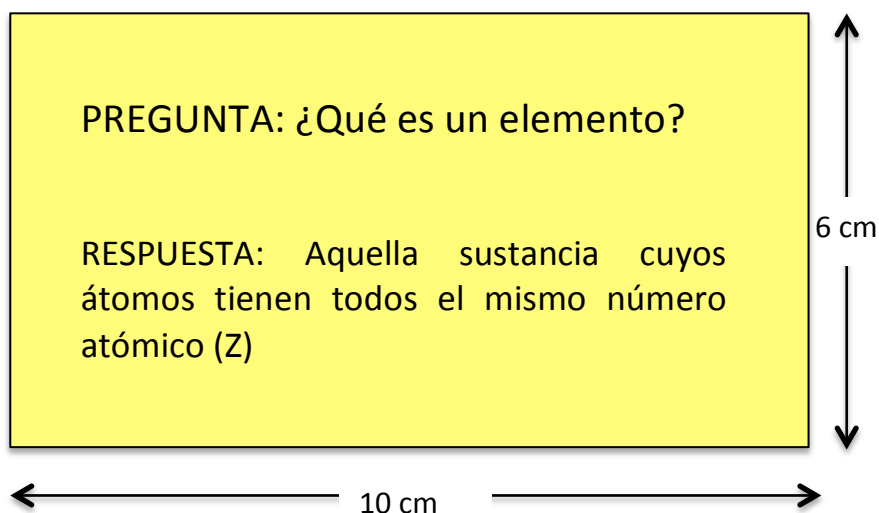 PREGUNTA: ¿Qué es un elemento?
RESPUESTA: Aquella sustancia cuyos
átomos tienen todos el mismo número
atómico (Z)
6 cm
10 cm